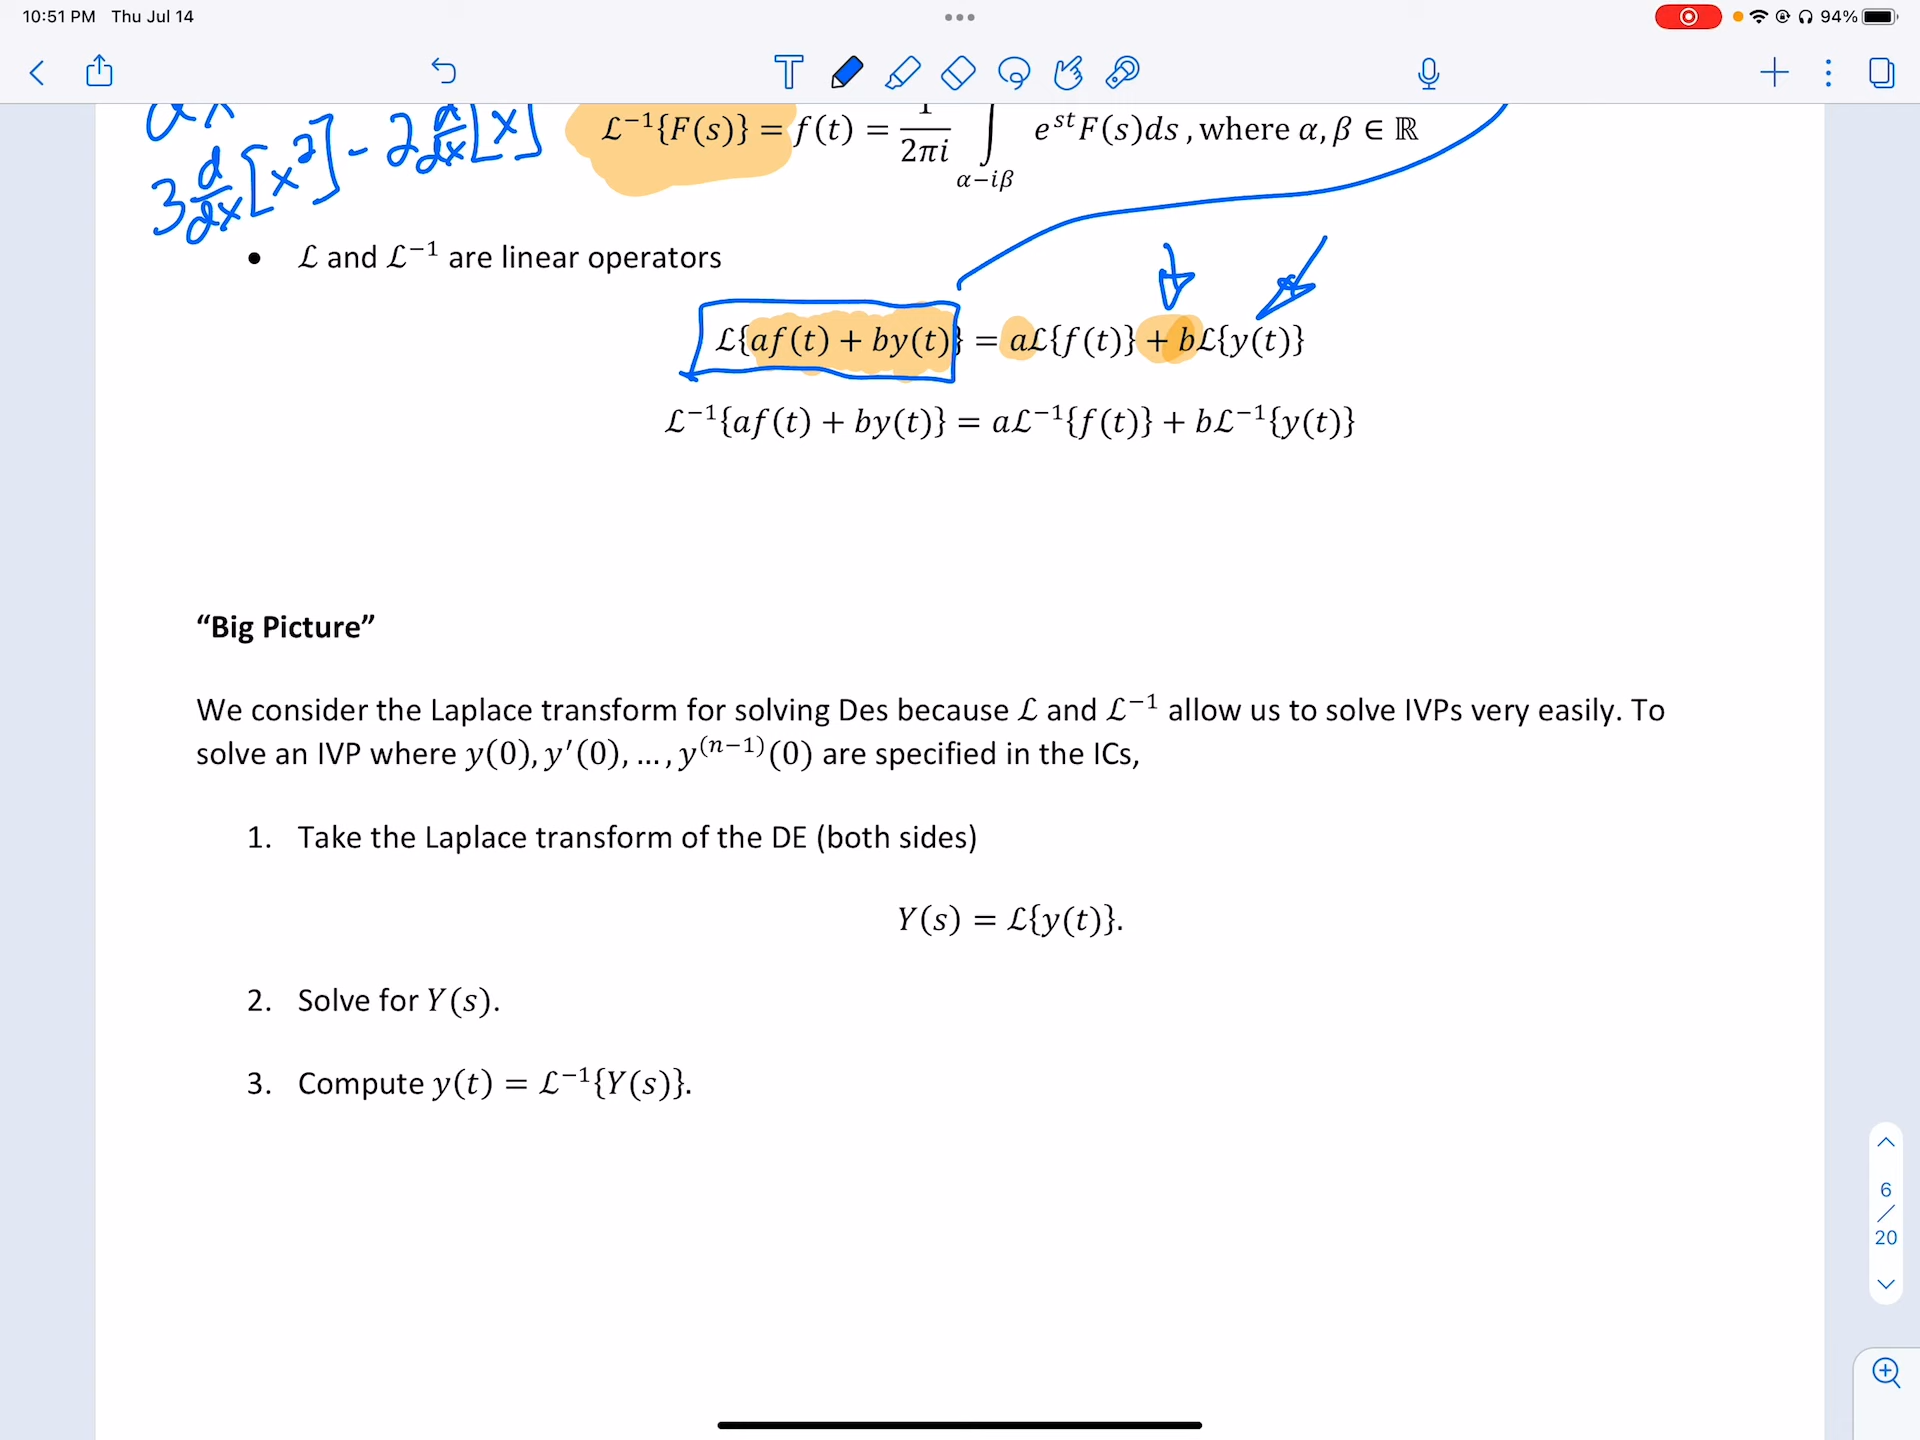 10:51 PM Thu Jul 14
94%
3 d/dx [x²] - 2 d/dx [x]
ℒ⁻¹{F(s)} = f(t) = 1/2πi ∫ α−iβ eˢᵗF(s)ds , where α, β ∈ ℝ
• ℒ and ℒ⁻¹ are linear operators
ℒ{af(t) + by(t)} = aℒ{f(t)} + bℒ{y(t)}
ℒ⁻¹{af(t) + by(t)} = aℒ⁻¹{f(t)} + bℒ⁻¹{y(t)}
“Big Picture”
We consider the Laplace transform for solving Des because ℒ and ℒ⁻¹ allow us to solve IVPs very easily. To
solve an IVP where y(0), y′(0), … , y⁽ⁿ⁻¹⁾(0) are specified in the ICs,
1. Take the Laplace transform of the DE (both sides)
Y(s) = ℒ{y(t)}.
2. Solve for Y(s).
3. Compute y(t) = ℒ⁻¹{Y(s)}.
6
/
20